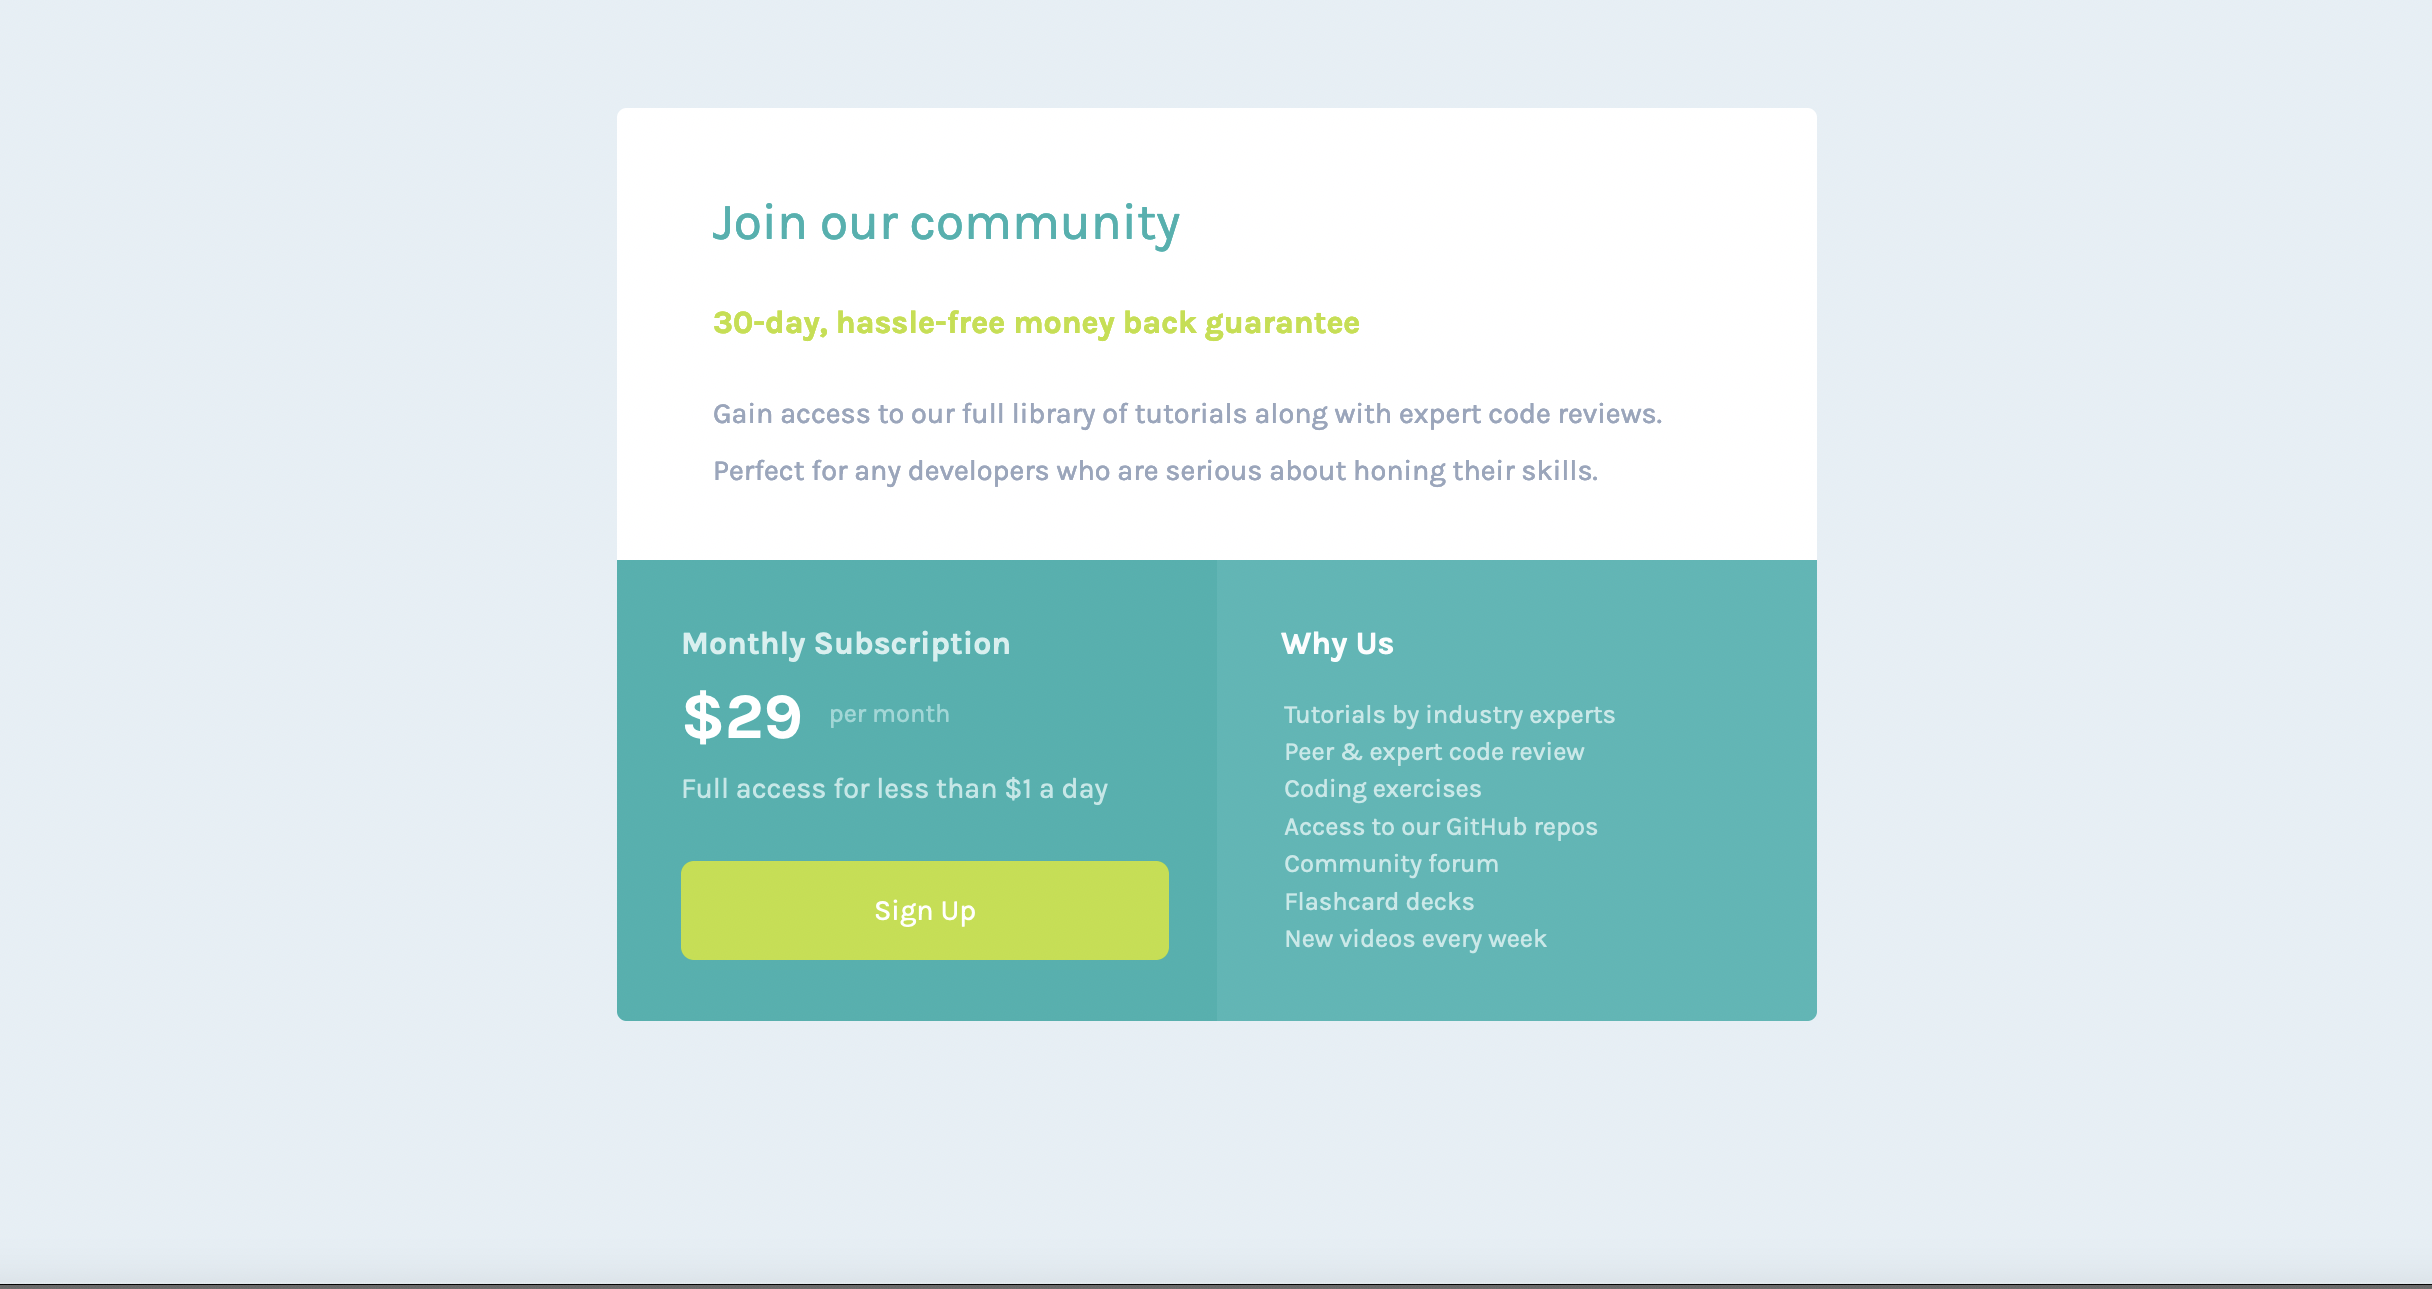 Join our community
30-day, hassle-free money back guarantee
Gain access to our full library of tutorials along with expert code reviews.
Perfect for any developers who are serious about honing their skills.
Monthly Subscription
$29 per month
Full access for less than $1 a day
Sign Up
Why Us
Tutorials by industry experts
Peer & expert code review
Coding exercises
Access to our GitHub repos
Community forum
Flashcard decks
New videos every week